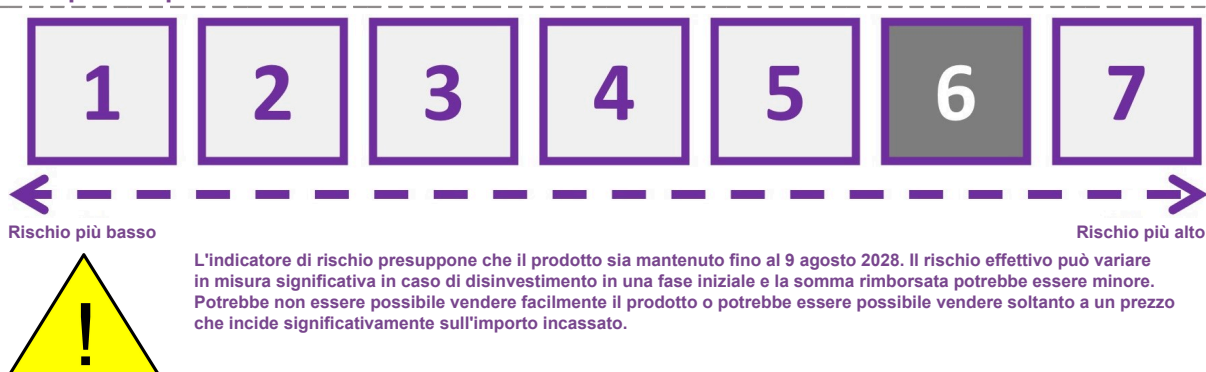 1 2 3 4 5 6 7
Rischio più basso Rischio più alto
L'indicatore di rischio presuppone che il prodotto sia mantenuto fino al 9 agosto 2028. Il rischio effettivo può variare
in misura significativa in caso di disinvestimento in una fase iniziale e la somma rimborsata potrebbe essere minore.
Potrebbe non essere possibile vendere facilmente il prodotto o potrebbe essere possibile vendere soltanto a un prezzo
che incide significativamente sull'importo incassato.
!